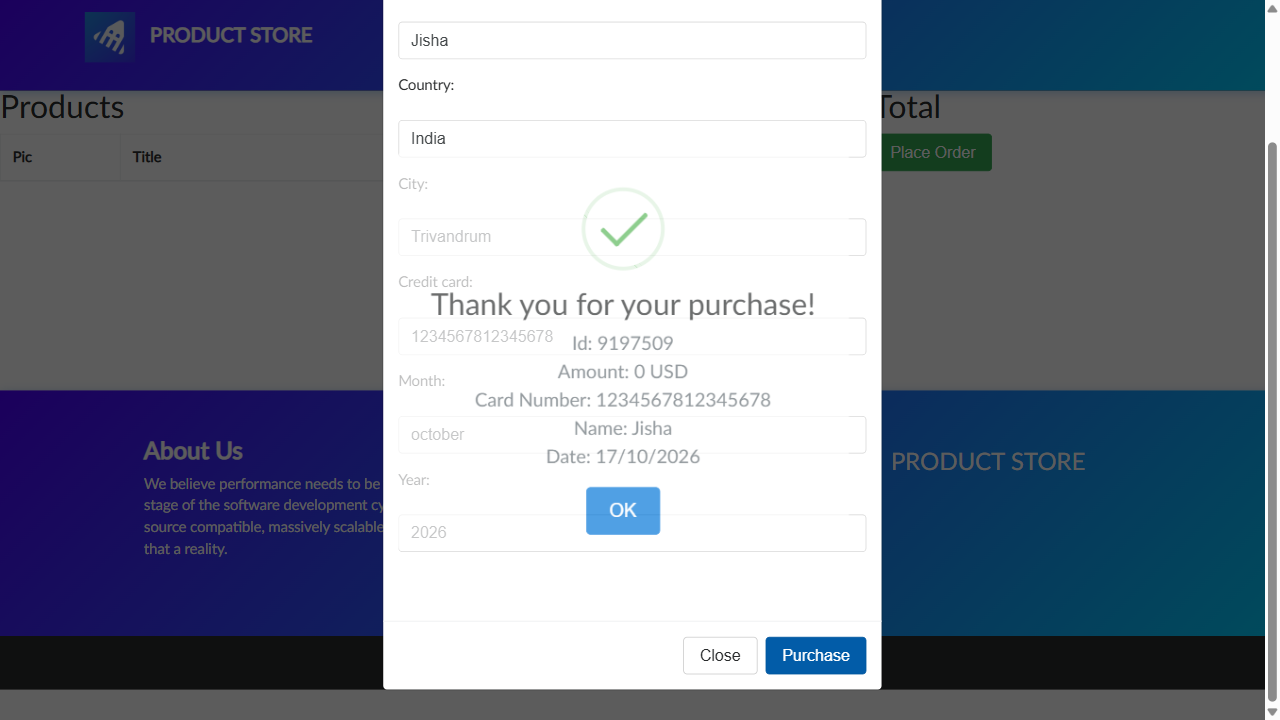 PRODUCT STORE
Products
Pic
Title
Total
Place Order
Jisha
Country:
India
City:
Trivandrum
Credit card:
1234567812345678
Month:
october
Year:
2026
Thank you for your purchase!
Id: 9197509
Amount: 0 USD
Card Number: 1234567812345678
Name: Jisha
Date: 17/10/2026
OK
Close
Purchase
About Us
We believe performance needs to be
stage of the software development
source compatible, massively scalable
that a reality.
PRODUCT STORE